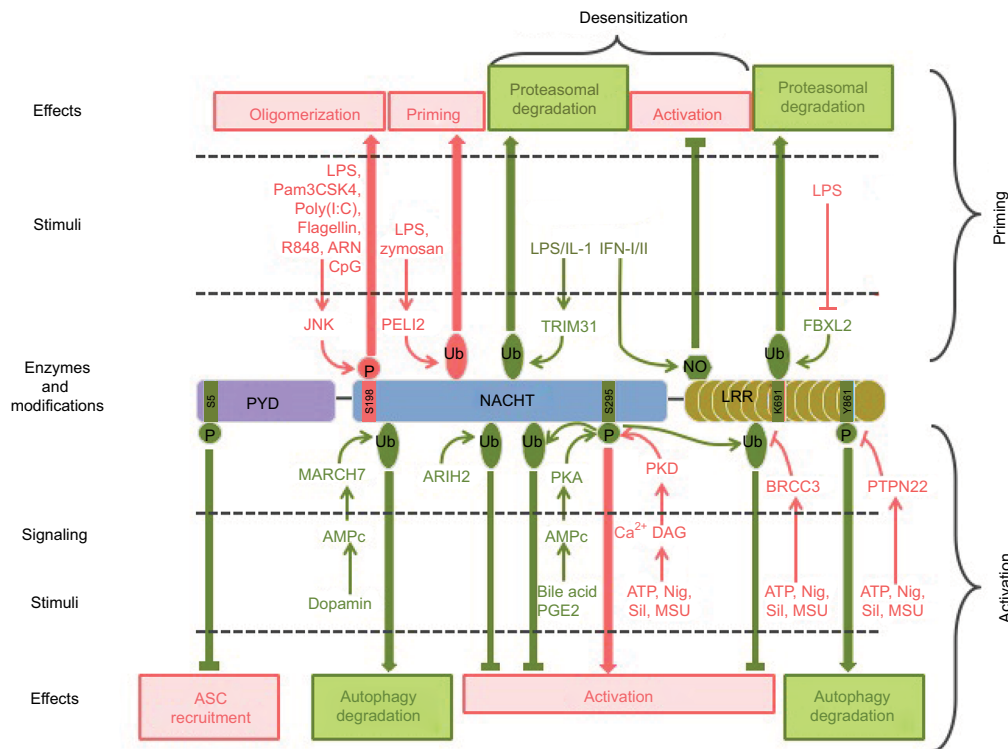 Desensitization
Effects
Oligomerization
Priming
Proteasomal
degradation
Activation
Proteasomal
degradation
Priming
Stimuli
LPS,
Pam3CSK4,
Poly(I:C),
Flagellin,
R848, ARN
CpG
LPS,
zymosan
LPS/IL-1
IFN-I/II
LPS
JNK
PELI2
TRIM31
FBXL2
Enzymes and
modifications
P
Ub
Ub
NO
Ub
S5
PYD
S198
NACHT
S295
LRR
K691
Y861
P
Ub
Ub
Ub
P
Ub
P
MARCH7
ARIH2
PKA
PKD
BRCC3
PTPN22
Signaling
AMPc
AMPc
Ca2+ DAG
Stimuli
Dopamin
Bile acid
PGE2
ATP, Nig,
Sil, MSU
ATP, Nig,
Sil, MSU
ATP, Nig,
Sil, MSU
Activation
Effects
ASC
recruitment
Autophagy
degradation
Activation
Autophagy
degradation